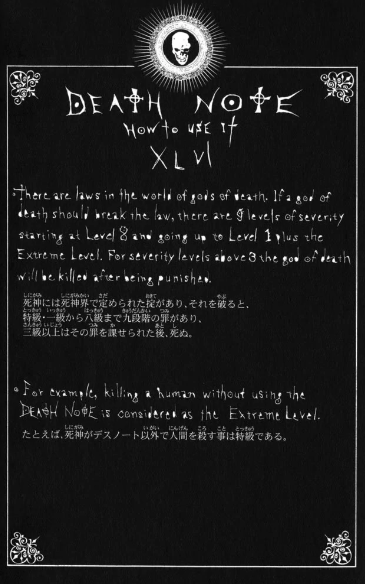 DEATH NOTE
How to use it
XLVI
There are laws in the world of gods of death. If a god of
death should break the law, there are 9 levels of severity
starting at Level 8 and going up to Level 1 plus the
Extreme Level. For severity levels above 3 the god of death
will be killed after being punished.
死神には死神界で定められた掟があり、それを破ると、
特級・一級から八級まで九段階の罪があり、
三級以上はその罪を課せられた後、死ぬ。
For example, killing a human without using the
DEATH NOTE is considered as the Extreme Level.
たとえば、死神がデスノート以外で人間を殺す事は特級である。